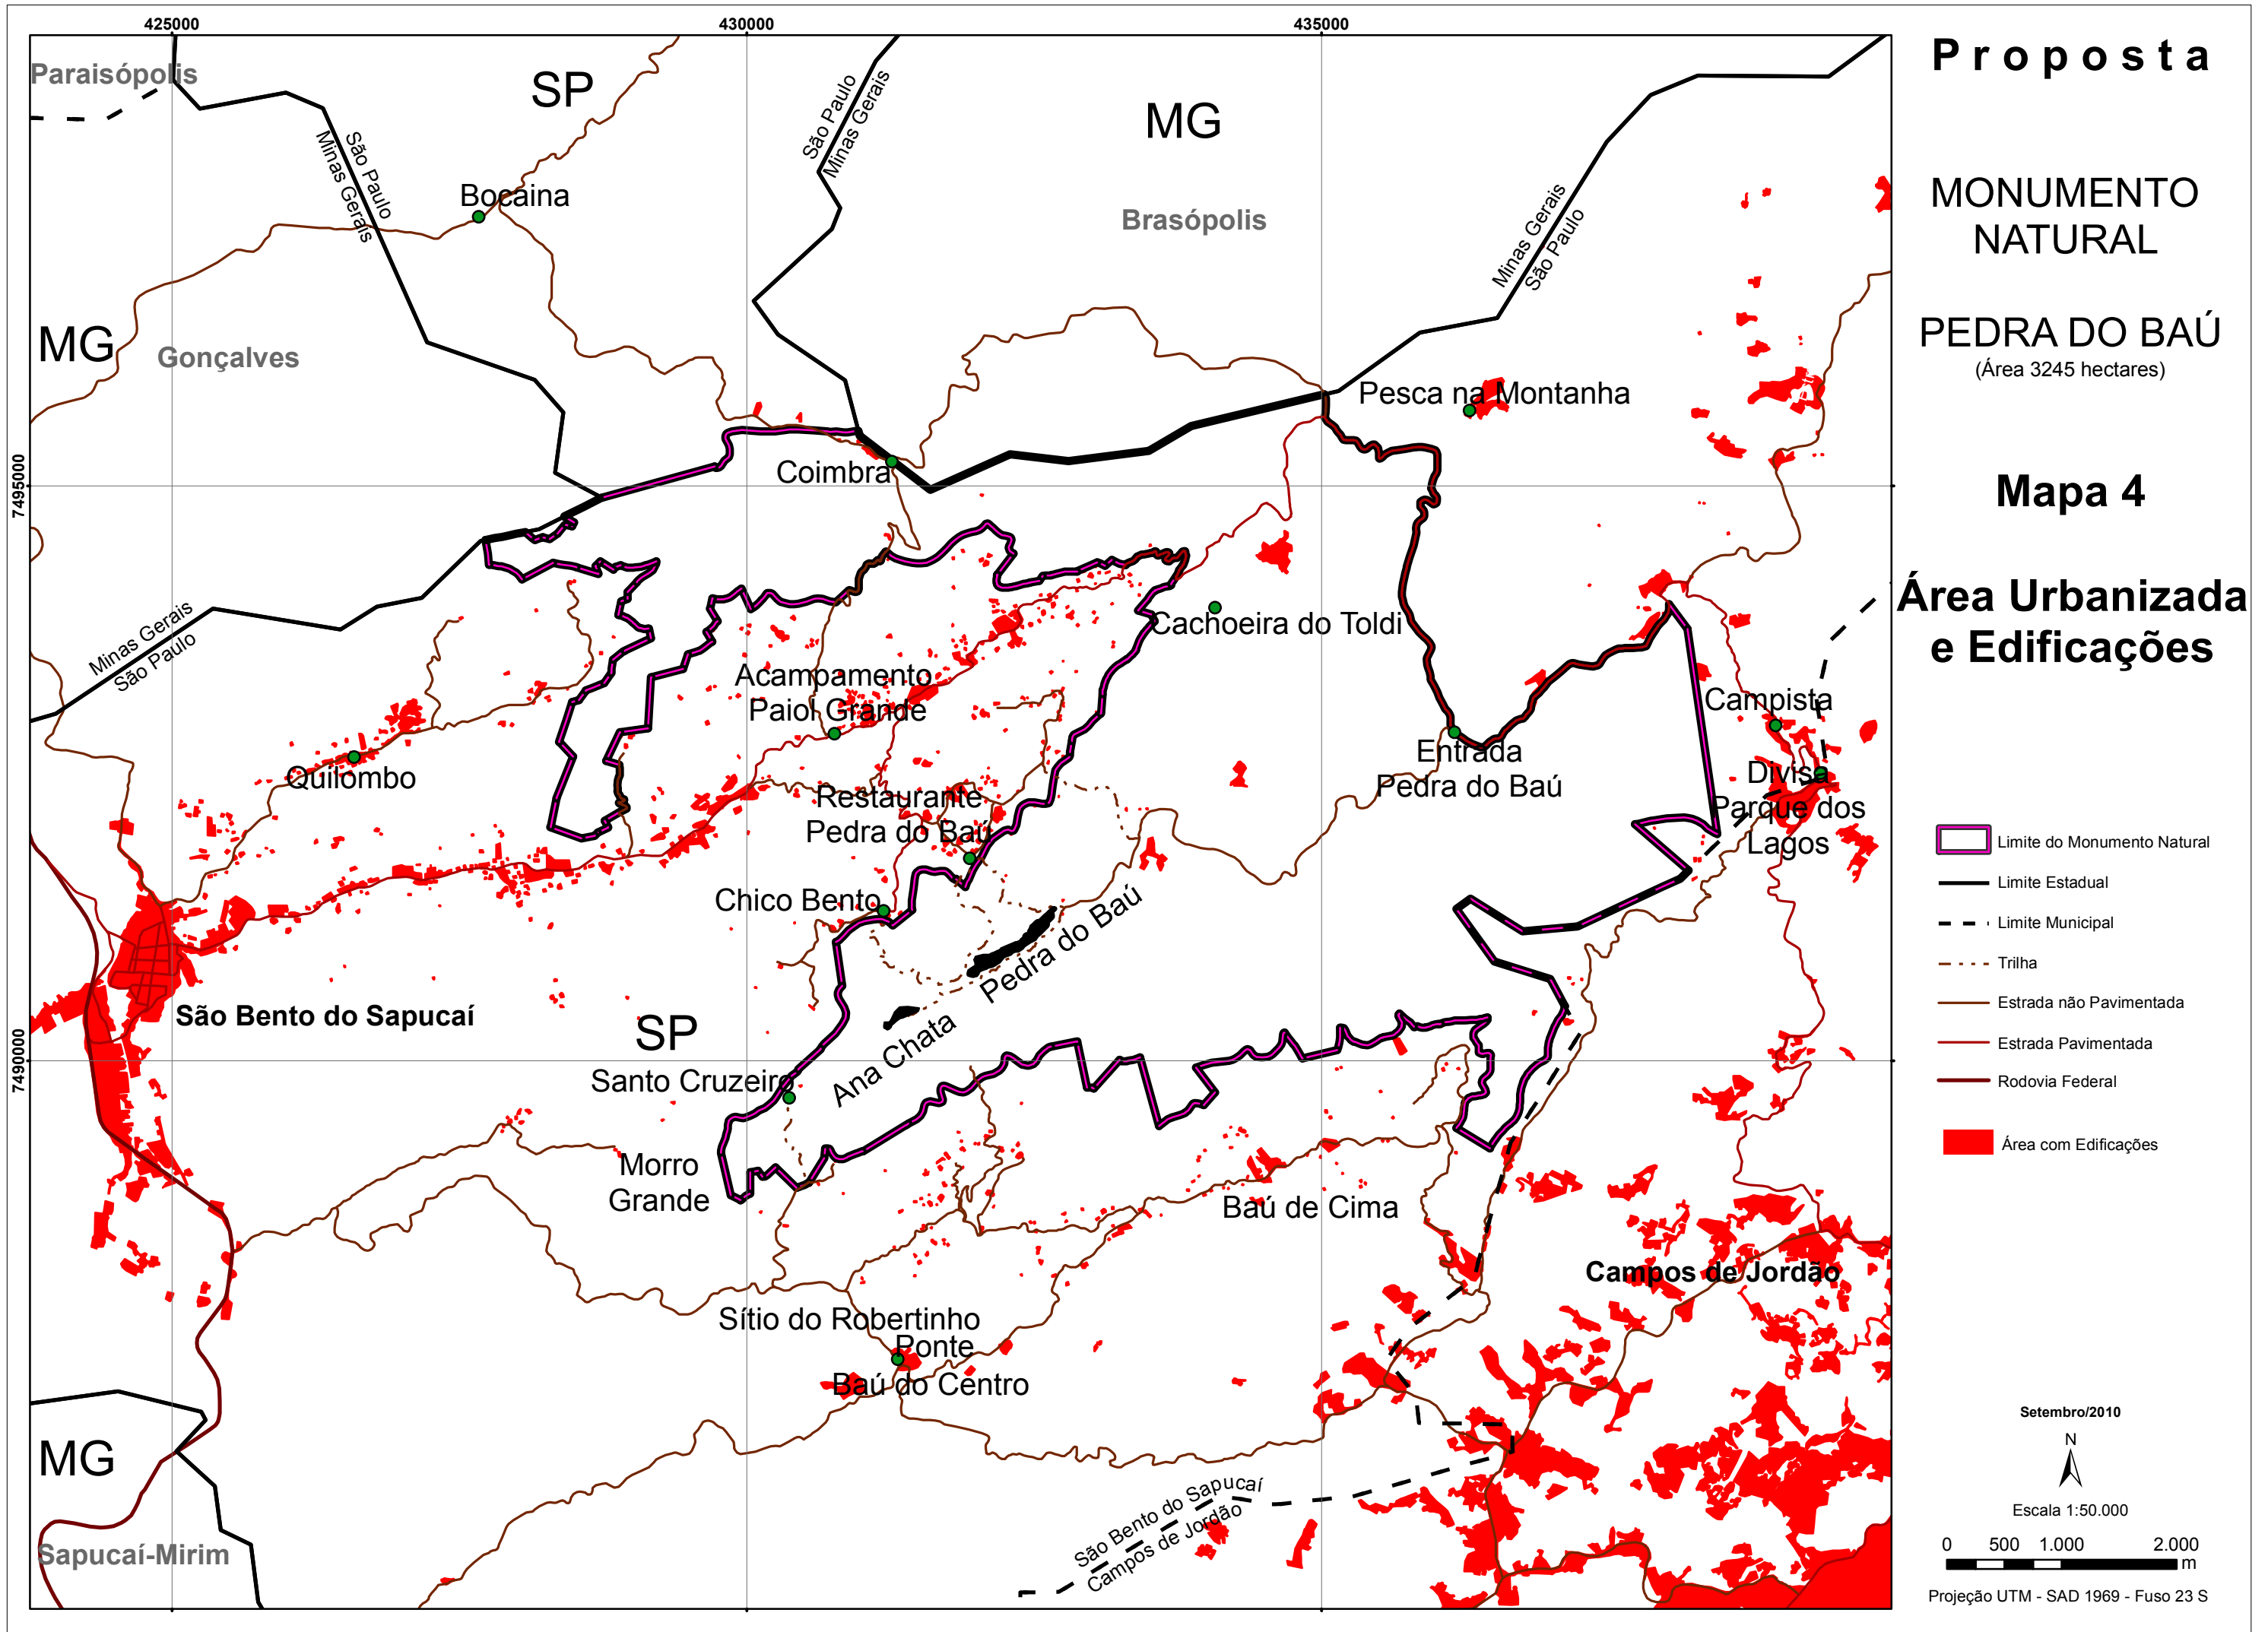 425000
430000
435000
7495000
7490000
Paraisópolis
SP
São Paulo
Minas Gerais
São Paulo
Minas Gerais
MG
Bocaina
Brasópolis
Minas Gerais
São Paulo
MG
Gonçalves
Pesca na Montanha
Coimbra
Cachoeira do Toldi
Minas Gerais
São Paulo
Acampamento
Paiol Grande
Campista
Entrada
Pedra do Baú
Quilombo
Divisa
Parque dos
Lagos
Restaurante
Pedra do Baú
Chico Bento
Pedra do Baú
São Bento do Sapucaí
SP
Ana Chata
Santo Cruzeiro
Morro
Grande
Baú de Cima
Campos de Jordão
Sítio do Robertinho
Ponte
Baú do Centro
MG
Sapucaí-Mirim
São Bento do Sapucaí
Campos de Jordão
Proposta
MONUMENTO
NATURAL
PEDRA DO BAÚ
(Área 3245 hectares)
Mapa 4
Área Urbanizada
e Edificações
Limite do Monumento Natural
Limite Estadual
Limite Municipal
Trilha
Estrada não Pavimentada
Estrada Pavimentada
Rodovia Federal
Área com Edificações
Setembro/2010
N
Escala 1:50.000
0 500 1.000 2.000
m
Projeção UTM - SAD 1969 - Fuso 23 S